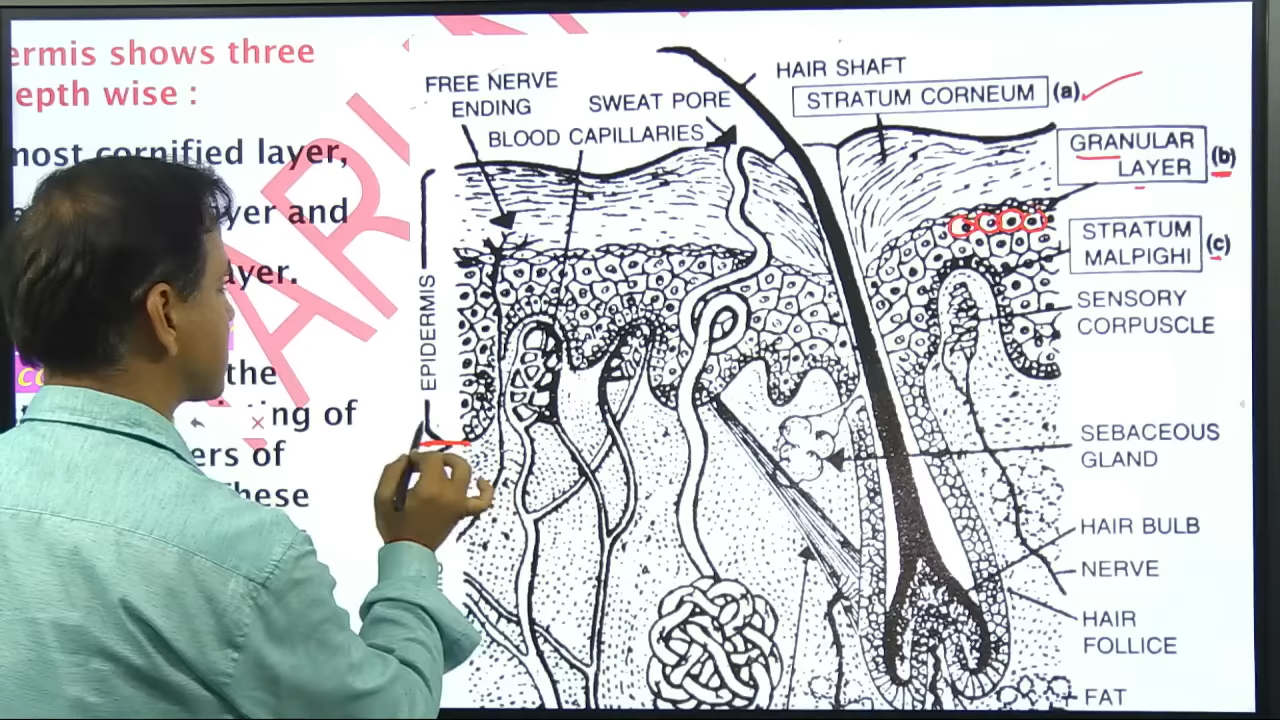 ermis shows three
epth wise :
most cornified layer,
yer and
ayer.
the
ing of
ers of
hese
FREE NERVE
ENDING
SWEAT PORE
BLOOD CAPILLARIES
HAIR SHAFT
STRATUM CORNEUM (a)
GRANULAR
LAYER (b)
STRATUM
MALPIGHI (c)
SENSORY
CORPUSCLE
EPIDERMIS
SEBACEOUS
GLAND
HAIR BULB
NERVE
HAIR
FOLLICE
FAT